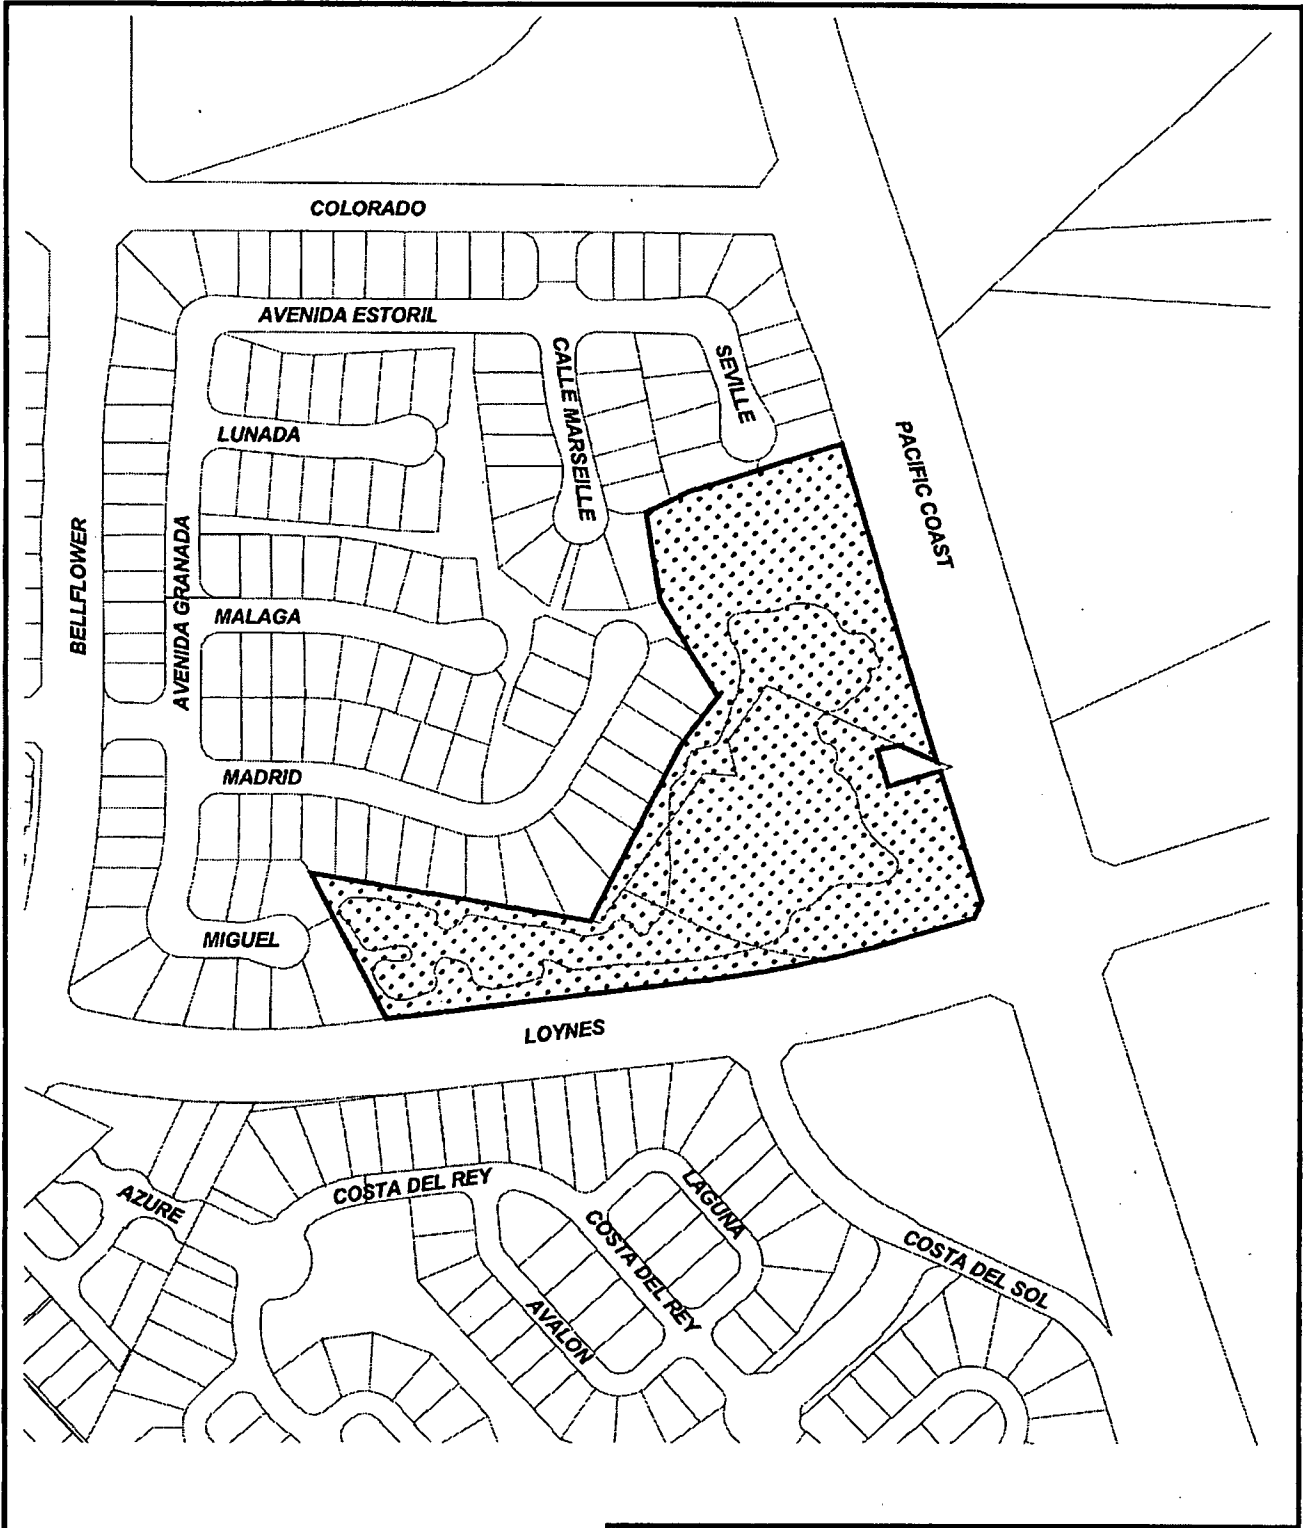 COLORADO
AVENIDA ESTORIL
CALLE MARSEILLE
SEVILLE
LUNADA
PACIFIC COAST
BELLFLOWER
AVENIDA GRANADA
MALAGA
MADRID
MIGUEL
LOYNES
AZURE
COSTA DEL REY
LAGUNA
COSTA DEL REY
COSTA DEL SOL
AVALON